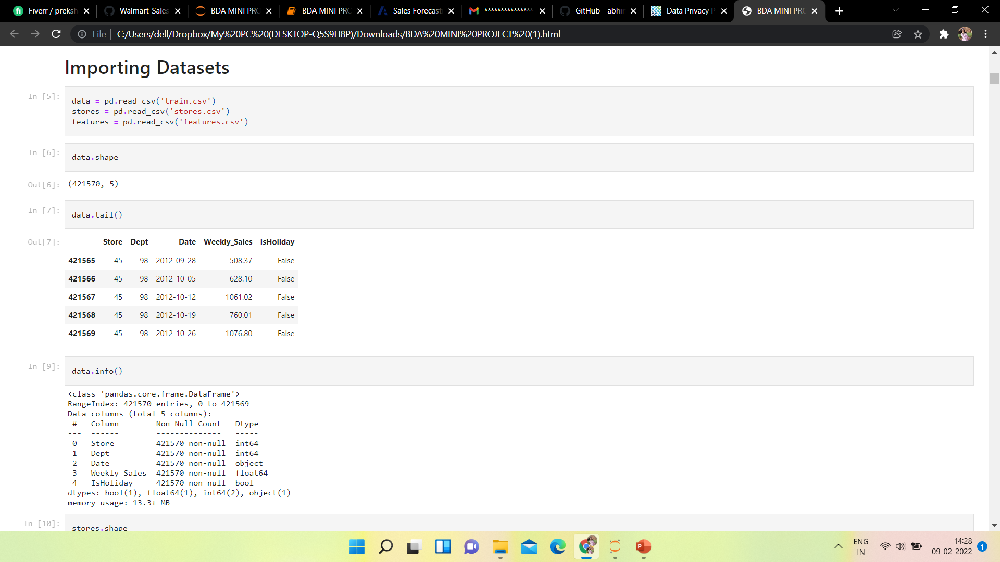 Fiverr / preksh
Walmart-Sales
BDA MINI PRO
BDA MINI PRO
Sales Forecast
****************
GitHub - abhir
Data Privacy P
BDA MINI PRO
File
C:/Users/dell/Dropbox/My%20PC%20(DESKTOP-Q5S9H8P)/Downloads/BDA%20MINI%20PROJECT%20(1).html
Importing Datasets
In [5]:
data = pd.read_csv('train.csv')
stores = pd.read_csv('stores.csv')
features = pd.read_csv('features.csv')
In [6]:
data.shape
Out[6]: (421570, 5)
In [7]:
data.tail()
Out[7]:
Store Dept Date Weekly_Sales IsHoliday
421565 45 98 2012-09-28 508.37 False
421566 45 98 2012-10-05 628.10 False
421567 45 98 2012-10-12 1061.02 False
421568 45 98 2012-10-19 760.01 False
421569 45 98 2012-10-26 1076.80 False
In [9]:
data.info()
<class 'pandas.core.frame.DataFrame'>
RangeIndex: 421570 entries, 0 to 421569
Data columns (total 5 columns):
# Column Non-Null Count Dtype
--- ------ -------------- -----
0 Store 421570 non-null int64
1 Dept 421570 non-null int64
2 Date 421570 non-null object
3 Weekly_Sales 421570 non-null float64
4 IsHoliday 421570 non-null bool
dtypes: bool(1), float64(1), int64(2), object(1)
memory usage: 13.3+ MB
In [10]:
stores.shape
ENG
IN
14:28
09-02-2022
1